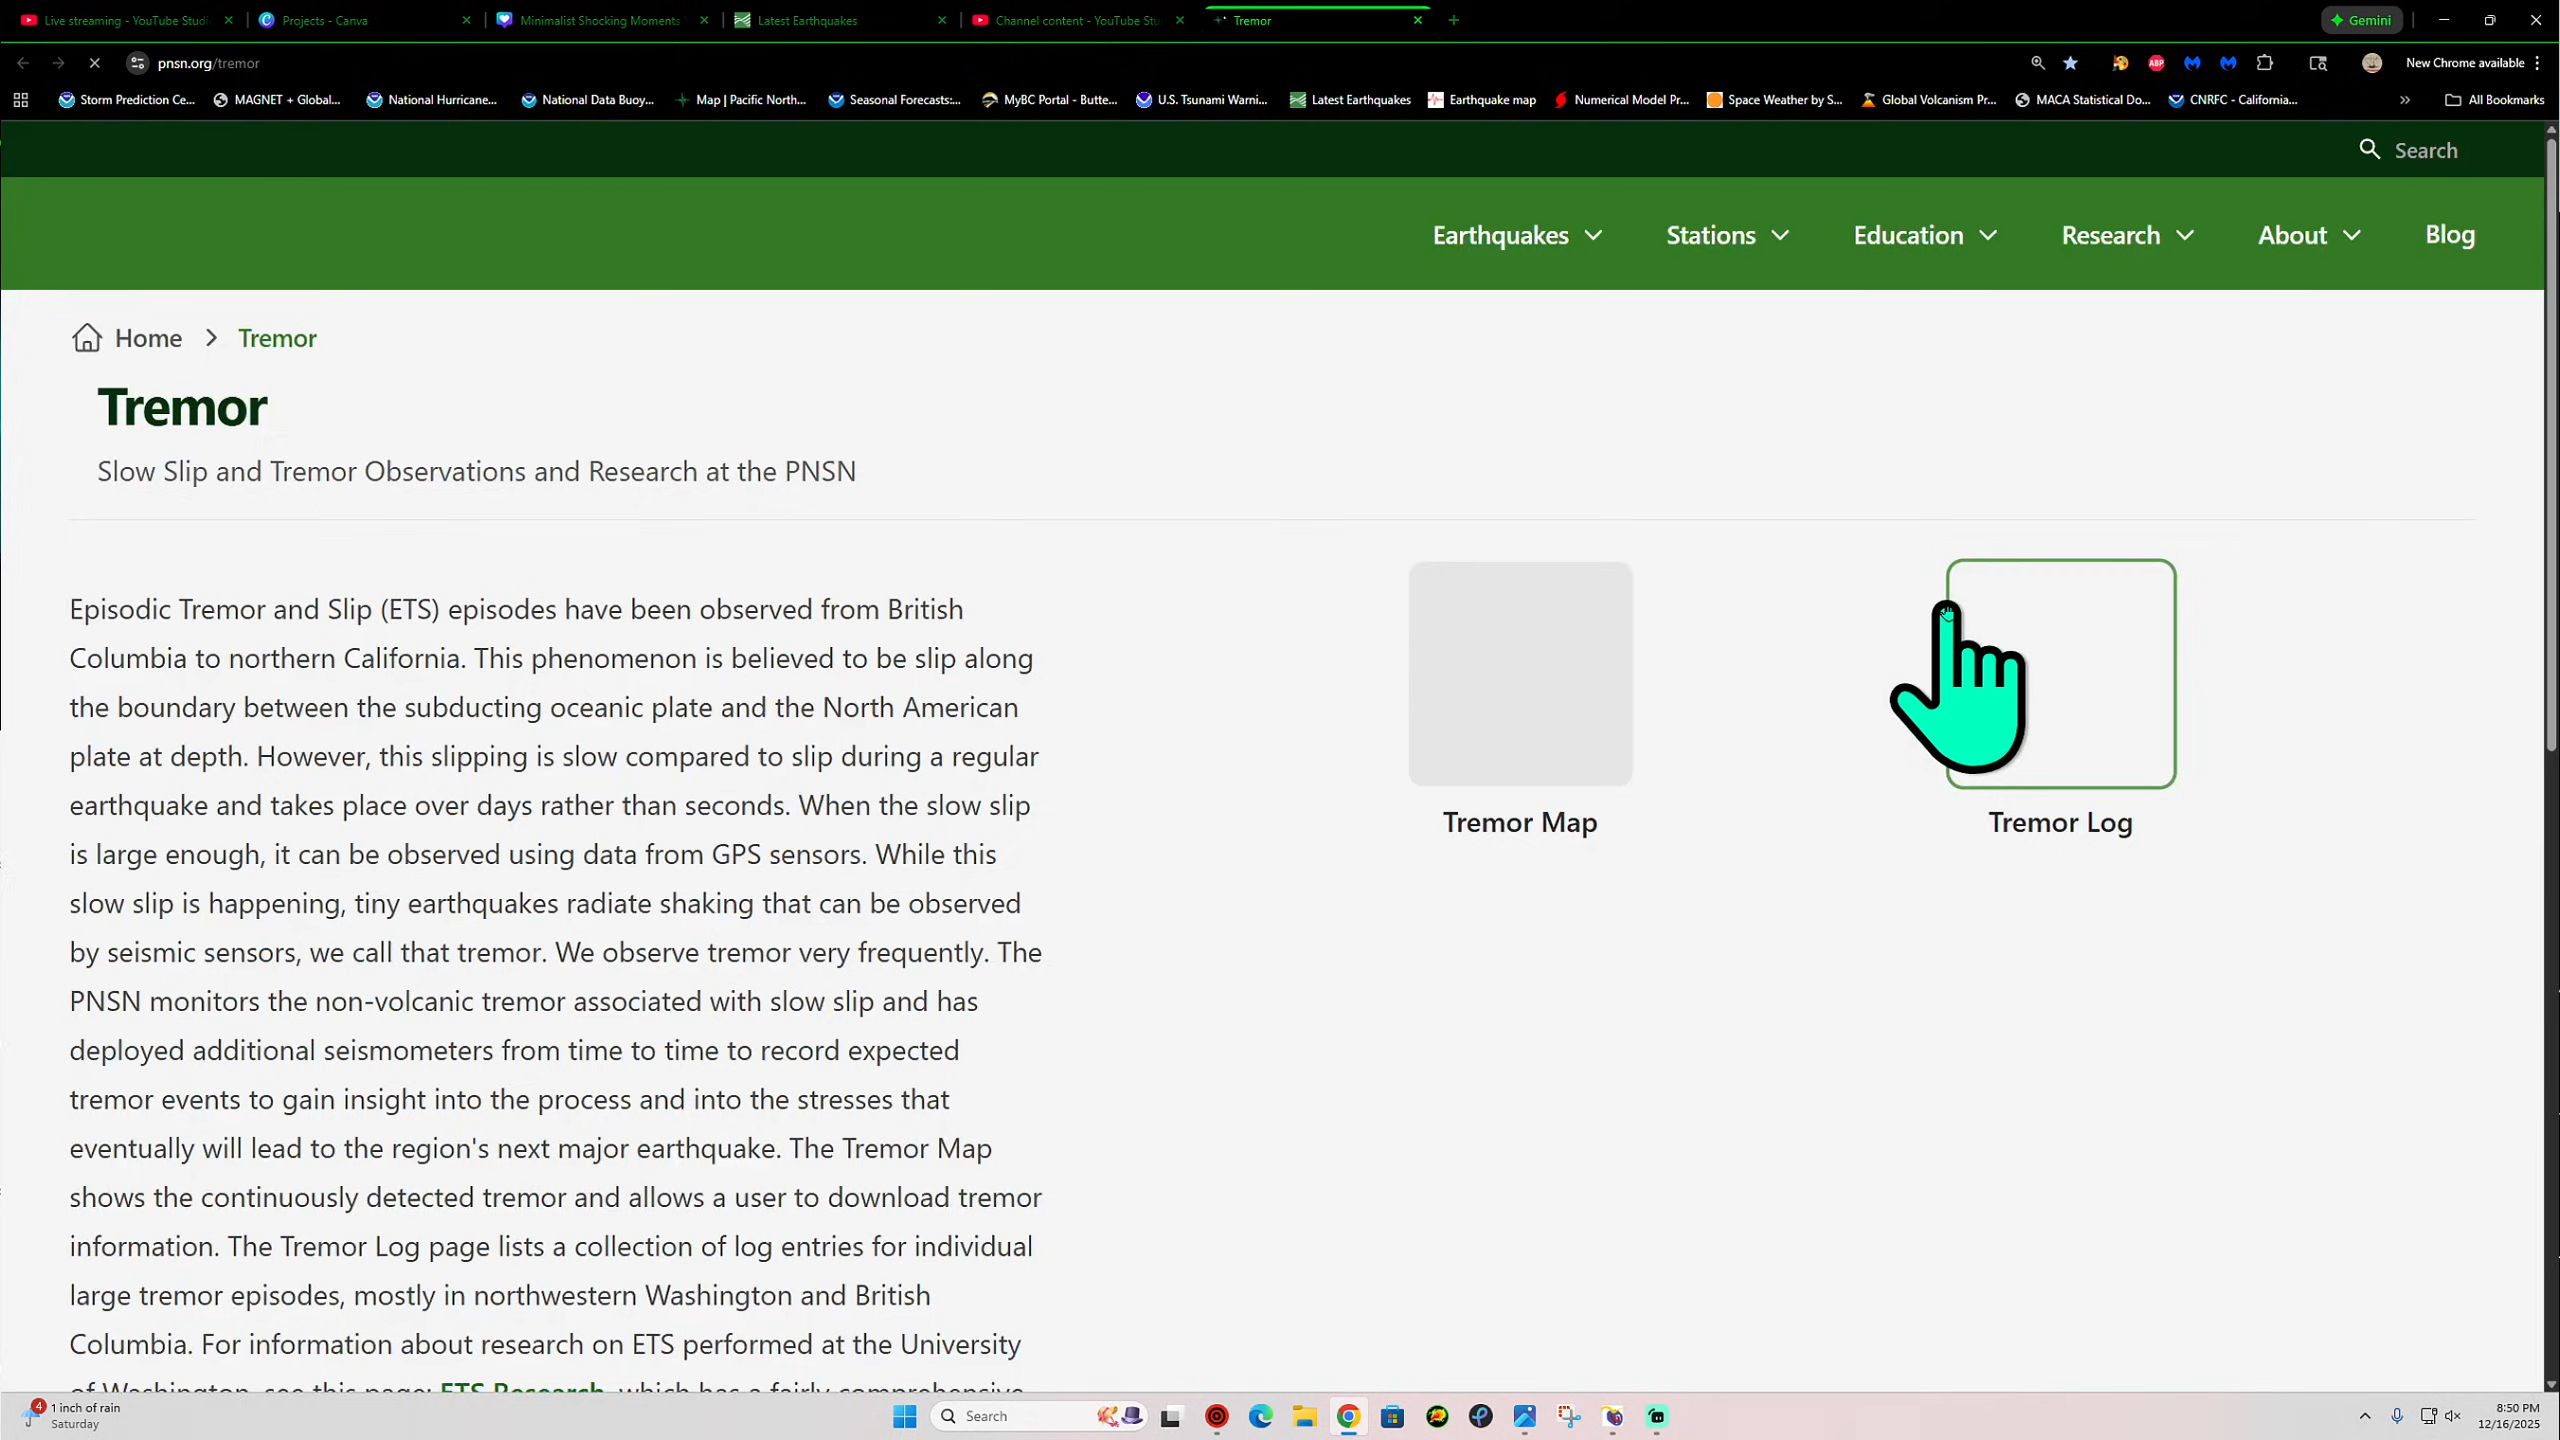 Live streaming - YouTube Studi
Projects - Canva
Minimalist Shocking Moments
Latest Earthquakes
Channel content - YouTube Stu
Tremor
Gemini
pnsn.org/tremor
New Chrome available
Storm Prediction Ce...
MAGNET + Global...
National Hurricane...
National Data Buoy...
Map | Pacific North...
Seasonal Forecasts:...
MyBC Portal - Butte...
U.S. Tsunami Warni...
Latest Earthquakes
Earthquake map
Numerical Model Pr...
Space Weather by S...
Global Volcanism Pr...
MACA Statistical Do...
CNRFC - California...
All Bookmarks
Search
Earthquakes
Stations
Education
Research
About
Blog
Home
Tremor
Tremor
Slow Slip and Tremor Observations and Research at the PNSN
Episodic Tremor and Slip (ETS) episodes have been observed from British
Columbia to northern California. This phenomenon is believed to be slip along
the boundary between the subducting oceanic plate and the North American
plate at depth. However, this slipping is slow compared to slip during a regular
earthquake and takes place over days rather than seconds. When the slow slip
is large enough, it can be observed using data from GPS sensors. While this
slow slip is happening, tiny earthquakes radiate shaking that can be observed
by seismic sensors, we call that tremor. We observe tremor very frequently. The
PNSN monitors the non-volcanic tremor associated with slow slip and has
deployed additional seismometers from time to time to record expected
tremor events to gain insight into the process and into the stresses that
eventually will lead to the region's next major earthquake. The Tremor Map
shows the continuously detected tremor and allows a user to download tremor
information. The Tremor Log page lists a collection of log entries for individual
large tremor episodes, mostly in northwestern Washington and British
Columbia. For information about research on ETS performed at the University
of Washington, see this page: ETS Research, which has a fairly comprehensive
Tremor Map
Tremor Log
4
1 inch of rain
Saturday
Search
8:50 PM
12/16/2025
ABP